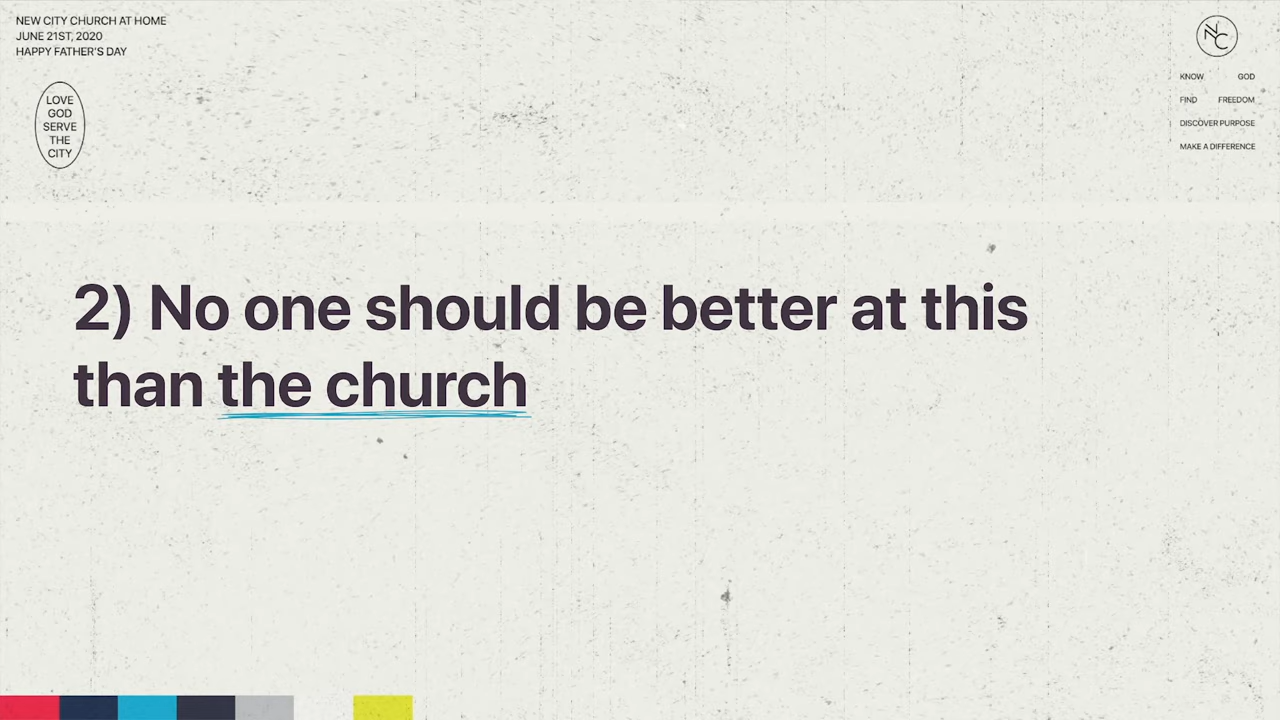 NEW CITY CHURCH AT HOME
JUNE 21ST, 2020
HAPPY FATHER'S DAY
LOVE
GOD
SERVE
THE
CITY
NC
KNOW GOD
FIND FREEDOM
DISCOVER PURPOSE
MAKE A DIFFERENCE
2) No one should be better at this
than the church